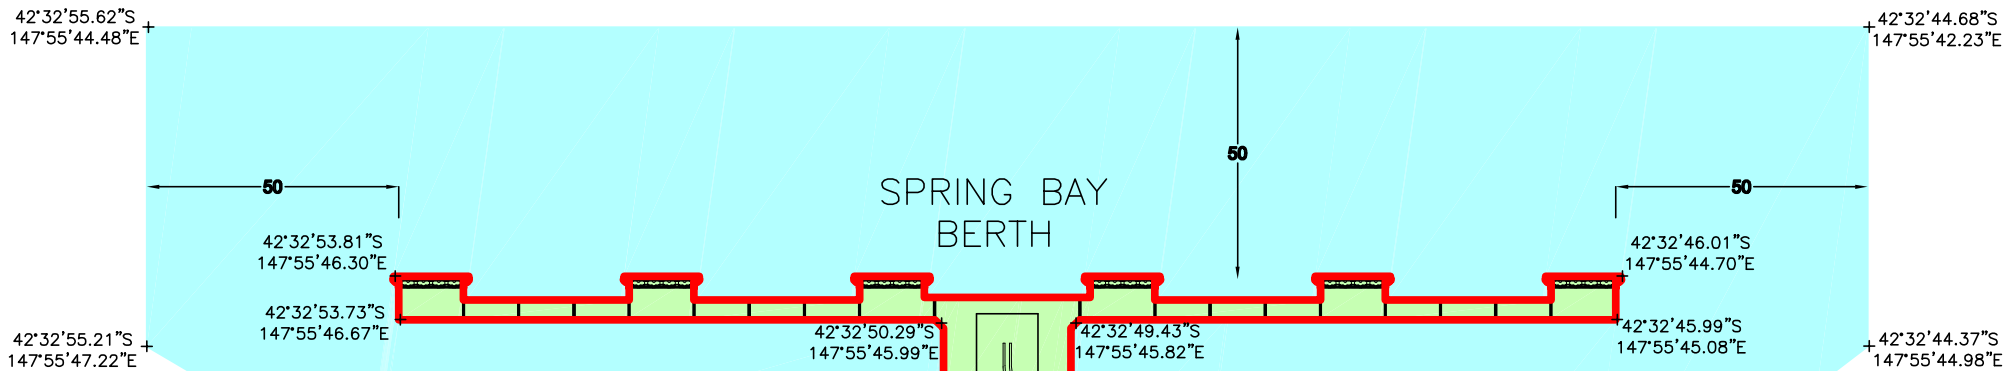 42°32'55.62"S
147°55'44.48"E
42°32'44.68"S
147°55'42.23"E
50
50
50
SPRING BAY
BERTH
42°32'53.81"S
147°55'46.30"E
42°32'46.01"S
147°55'44.70"E
42°32'53.73"S
147°55'46.67"E
42°32'50.29"S
147°55'45.99"E
42°32'49.43"S
147°55'45.82"E
42°32'45.99"S
147°55'45.08"E
42°32'55.21"S
147°55'47.22"E
42°32'44.37"S
147°55'44.98"E